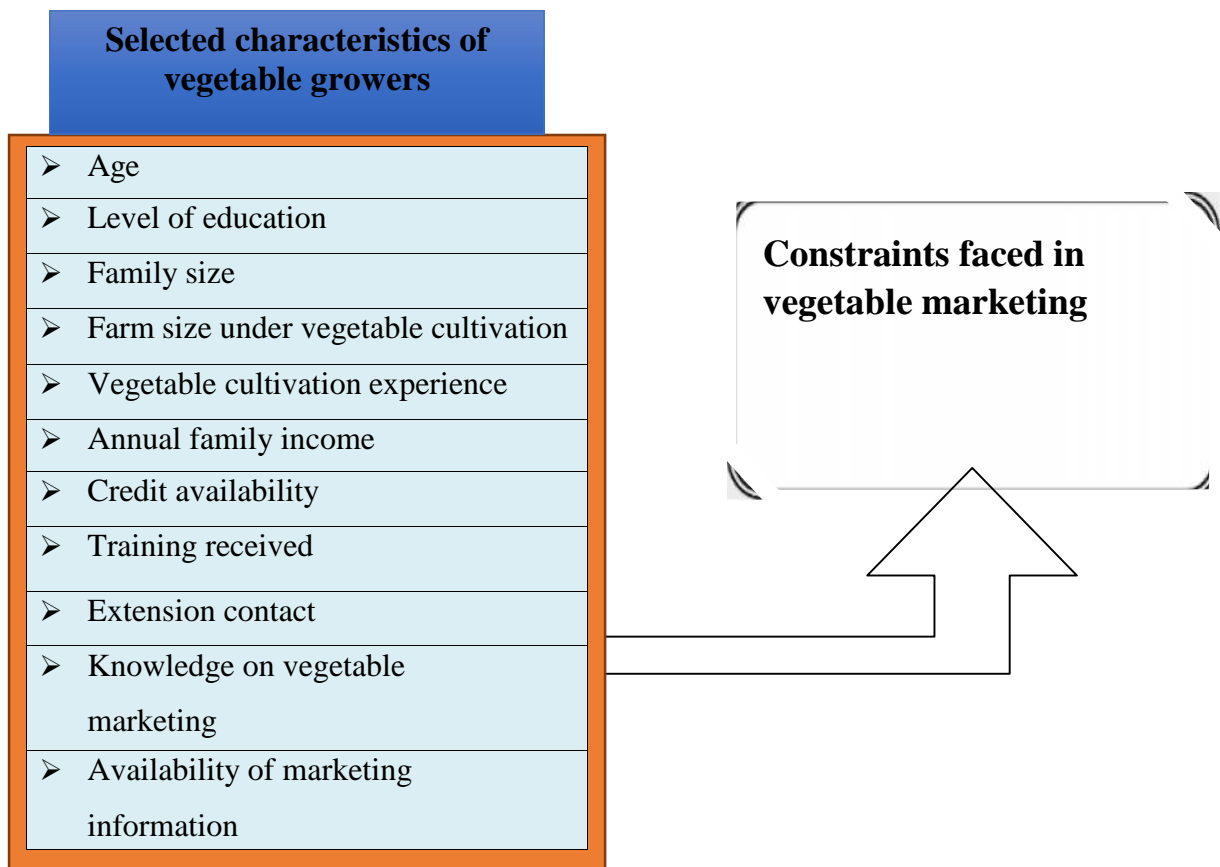 Selected characteristics of
vegetable growers
➢ Age
➢ Level of education
➢ Family size
➢ Farm size under vegetable cultivation
➢ Vegetable cultivation experience
➢ Annual family income
➢ Credit availability
➢ Training received
➢ Extension contact
➢ Knowledge on vegetable
marketing
➢ Availability of marketing
information
Constraints faced in
vegetable marketing